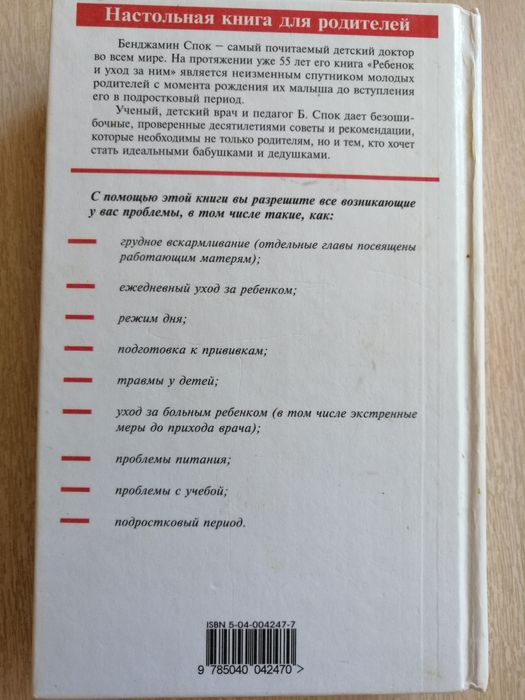 Настольная книга для родителей
Бенджамин Спок – самый почитаемый детский доктор
во всем мире. На протяжении уже 55 лет его книга «Ребенок
и уход за ним» является неизменным спутником молодых
родителей с момента рождения их малыша до вступления
его в подростковый период.
Ученый, детский врач и педагог Б. Спок дает безоши-
бочные, проверенные десятилетиями советы и рекомендации,
которые необходимы не только родителям, но и тем, кто хочет
стать идеальными бабушками и дедушками.
С помощью этой книги вы разрешите все возникающие
у вас проблемы, в том числе такие, как:
грудное вскармливание (отдельные главы посвящены
работающим матерям);
ежедневный уход за ребенком;
режим дня;
подготовка к прививкам;
травмы у детей;
уход за больным ребенком (в том числе экстренные
меры до прихода врача);
проблемы питания;
проблемы с учебой;
подростковый период.
ISBN 5-04-004247-7
9 785040 042470 >